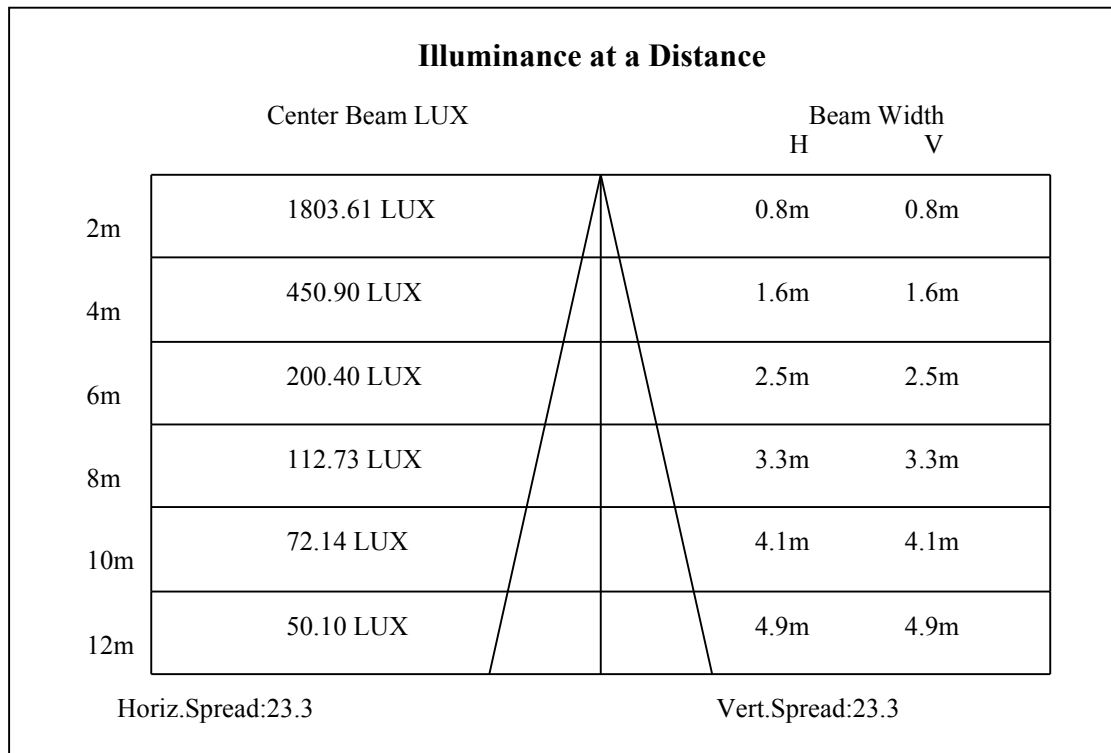 Illuminance at a Distance
Center Beam LUX Beam Width
H V
2m 1803.61 LUX 0.8m 0.8m
4m 450.90 LUX 1.6m 1.6m
6m 200.40 LUX 2.5m 2.5m
8m 112.73 LUX 3.3m 3.3m
10m 72.14 LUX 4.1m 4.1m
12m 50.10 LUX 4.9m 4.9m
Horiz.Spread:23.3 Vert.Spread:23.3